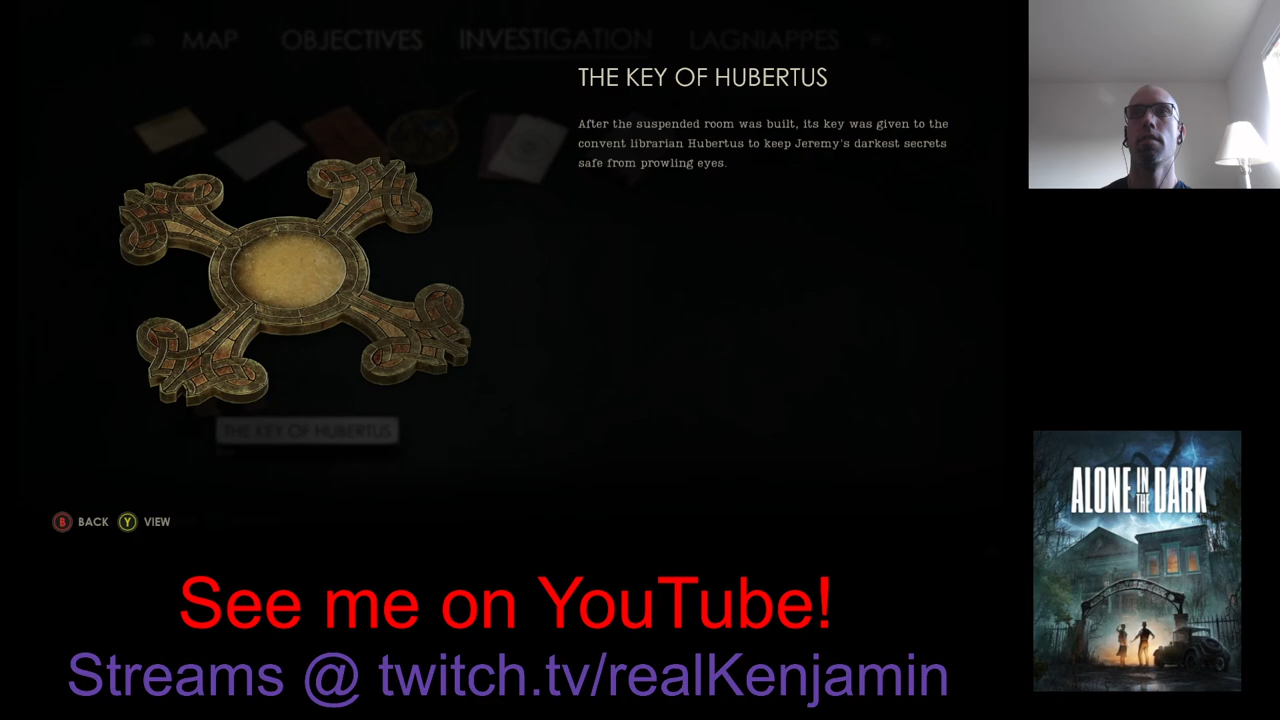 MAP OBJECTIVES INVESTIGATION LAGNIAPPES
THE KEY OF HUBERTUS
After the suspended room was built, its key was given to the
convent librarian Hubertus to keep Jeremy's darkest secrets
safe from prowling eyes.
THE KEY OF HUBERTUS
B BACK Y VIEW
ALONE IN THE DARK
See me on YouTube!
Streams @ twitch.tv/realKenjamin